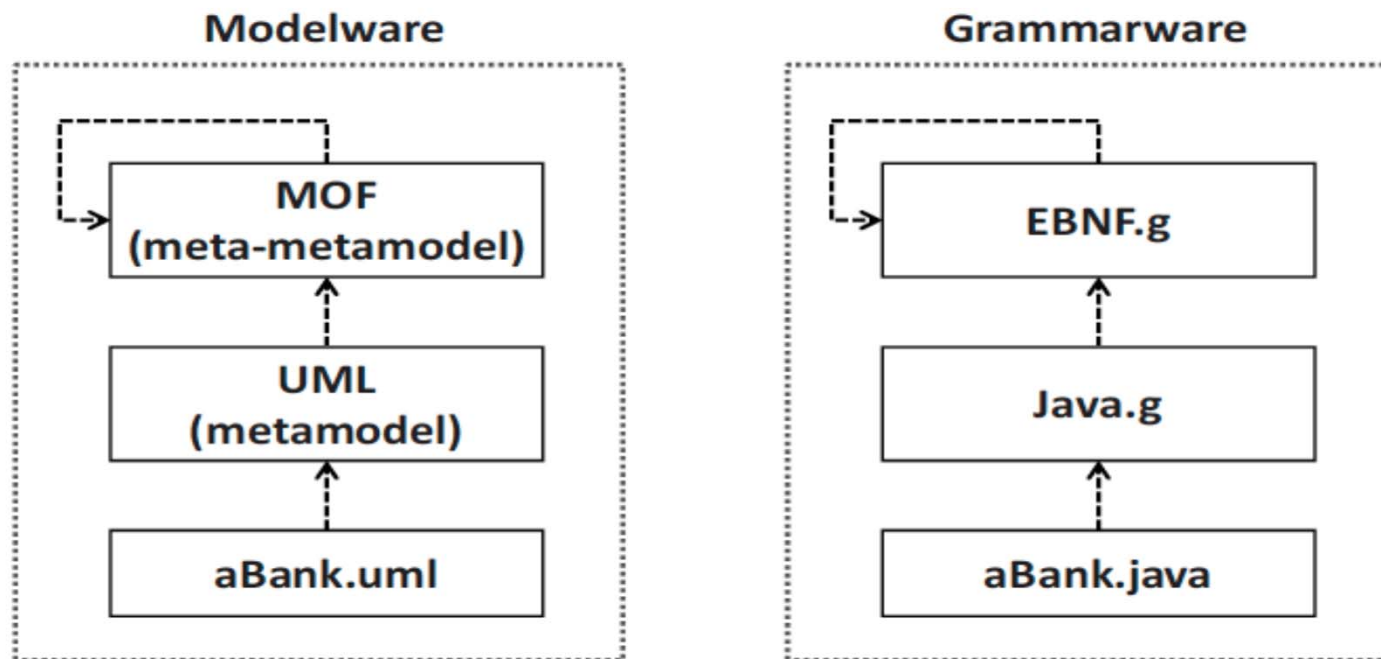 Modelware
MOF
(meta-metamodel)
UML
(metamodel)
aBank.uml
Grammarware
EBNF.g
Java.g
aBank.java